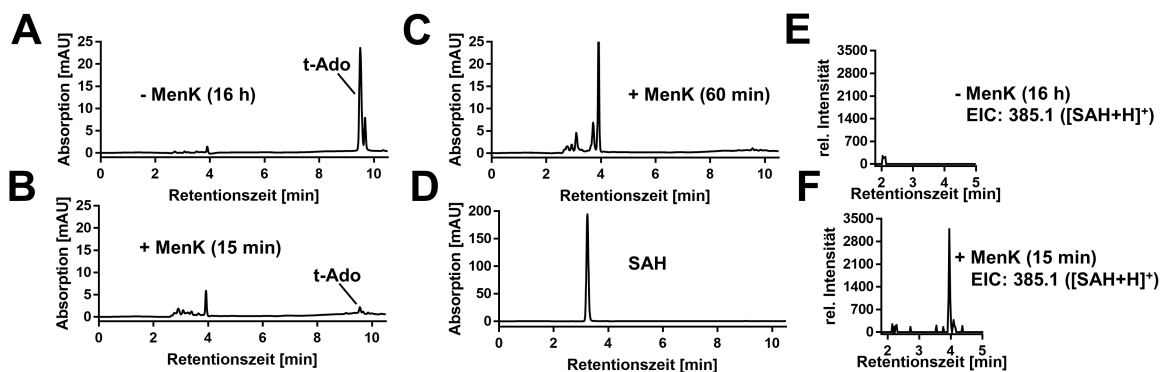 A
Absorption [mAU]
25
20
15
10
5
0
t-Ado
- MenK (16 h)
0 2 4 6 8 10
Retentionszeit [min]
B
Absorption [mAU]
25
20
15
10
5
0
+ MenK (15 min)
t-Ado
0 2 4 6 8 10
Retentionszeit [min]
C
Absorption [mAU]
25
20
15
10
5
0
+ MenK (60 min)
0 2 4 6 8 10
Retentionszeit [min]
D
Absorption [mAU]
200
150
100
50
0
SAH
0 2 4 6 8 10
Retentionszeit [min]
E
rel. Intensität
3500
2800
2100
1400
700
0
- MenK (16 h)
EIC: 385.1 ([SAH+H]⁺)
2 3 4 5
Retentionszeit [min]
F
rel. Intensität
3500
2800
2100
1400
700
0
+ MenK (15 min)
EIC: 385.1 ([SAH+H]⁺)
2 3 4 5
Retentionszeit [min]